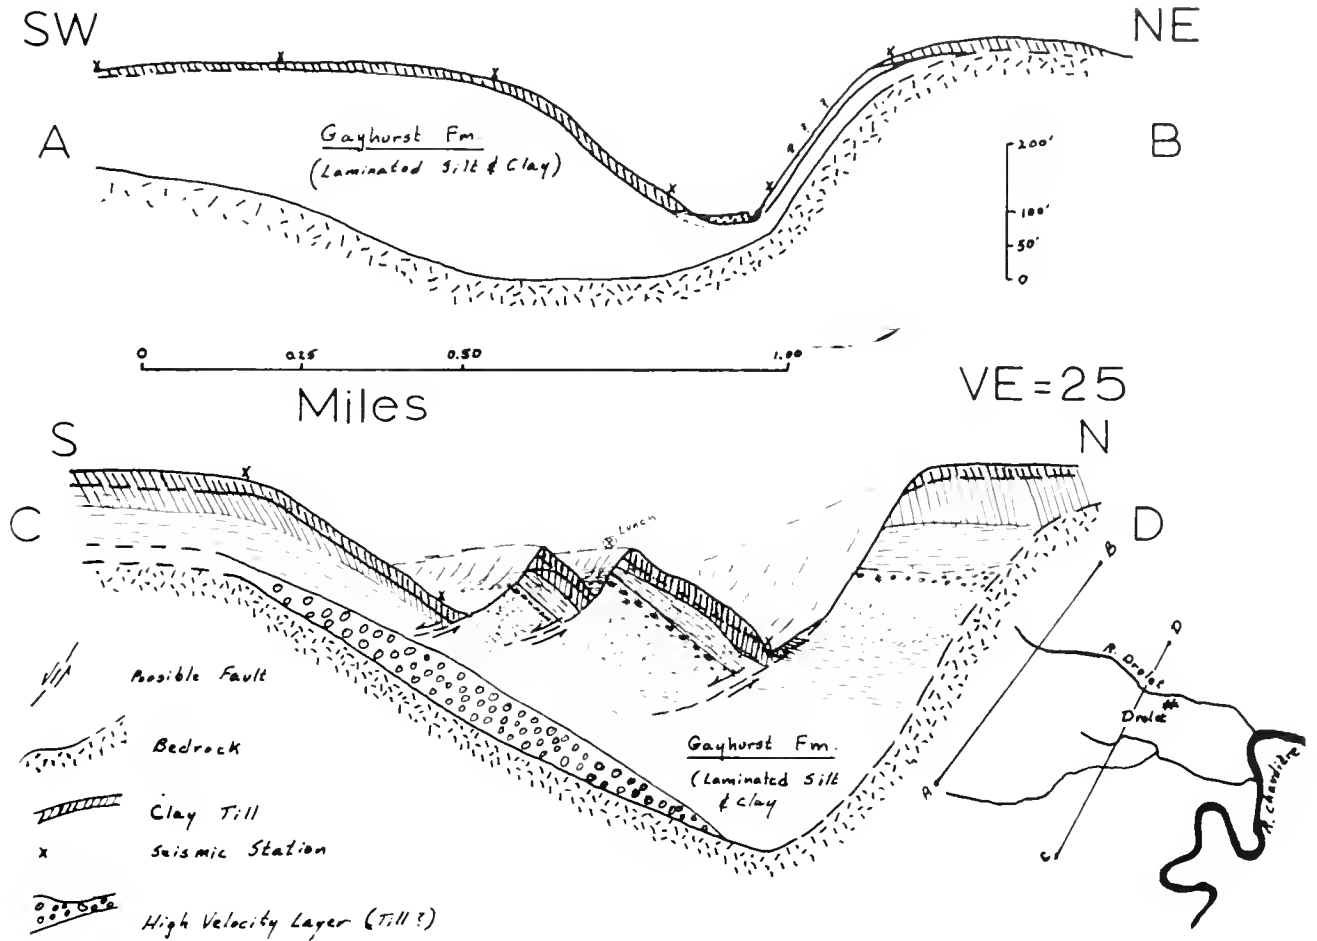 SW
NE
A
Gayhurst Fm.
(Laminated Silt & Clay)
B
200'
100'
50'
0
? ? ?
0 0.25 0.50 1.00
Miles
VE=25
S
N
C
D
Lunch
Possible Fault
Bedrock
Clay Till
x Seismic Station
High Velocity Layer (Till?)
Gayhurst Fm.
(Laminated Silt
& Clay
B
D
R. Drolet
Drolet
A
C
R. Chaudière